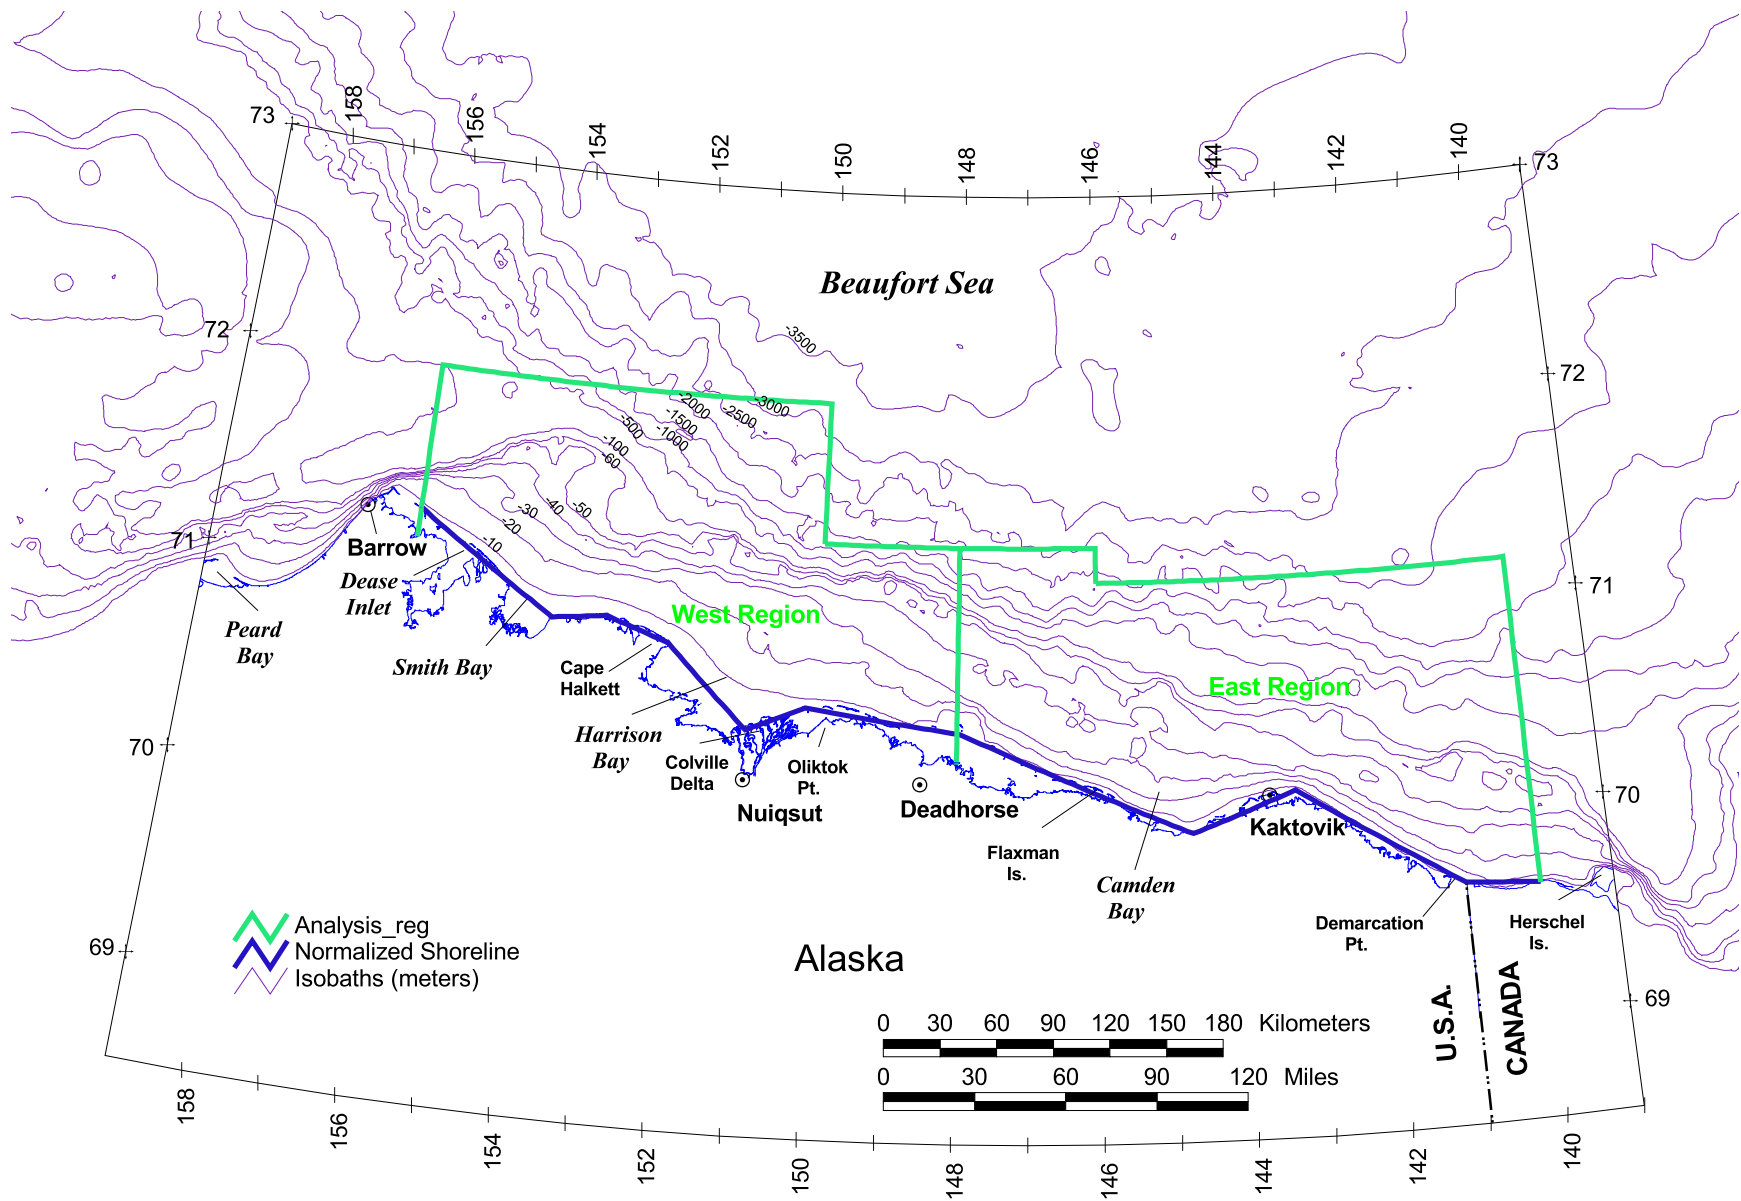 158
156
73
154
152
150
148
146
144
142
140
73
Beaufort Sea
72
-3500
72
-2000
-3000
-2500
-1500
-500
-1000
-100
-60
-50
-40
-30
-20
-10
71
Barrow
71
Dease
Inlet
West Region
Peard
Bay
Smith Bay
Cape
Halkett
East Region
Harrison
Bay
70
Colville
Delta
Oliktok
Pt.
70
Nuiqsut
Deadhorse
Kaktovik
Flaxman
Is.
Camden
Bay
Demarcation
Pt.
Herschel
Is.
Analysis_reg
Normalized Shoreline
Isobaths (meters)
69
Alaska
69
U.S.A.
CANADA
0 30 60 90 120 150 180 Kilometers
0 30 60 90 120 Miles
158
156
154
152
150
148
146
144
142
140